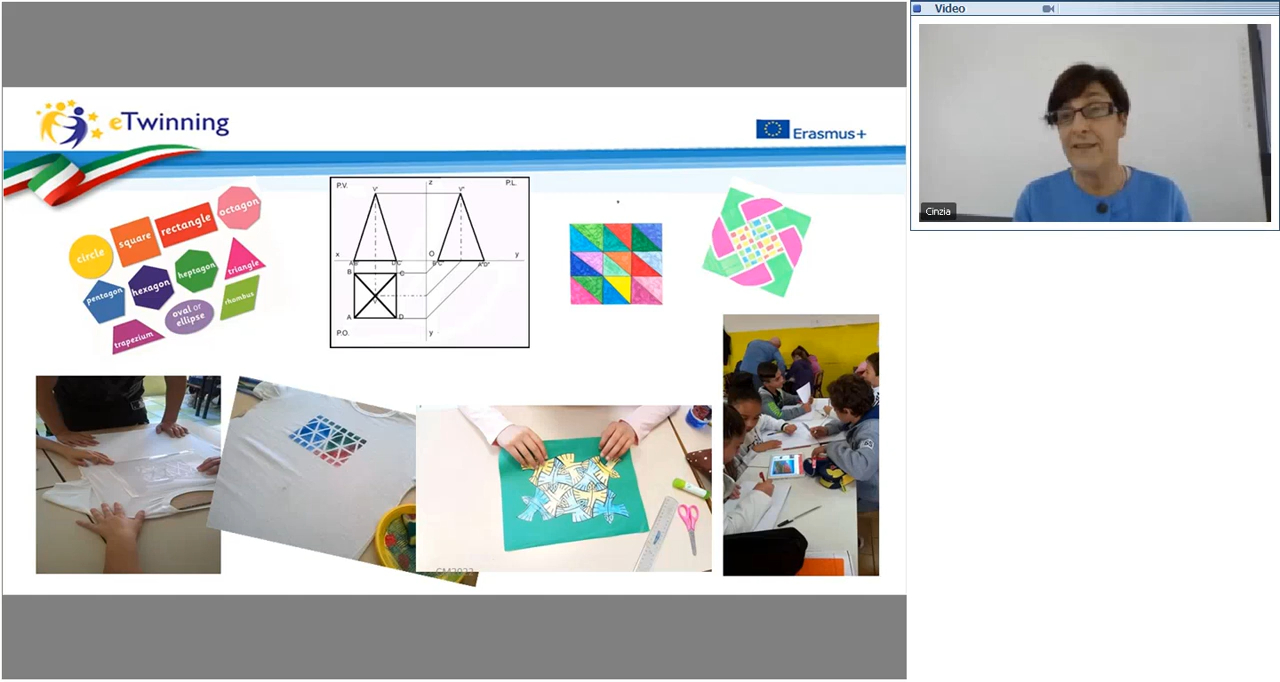 Video
Cinzia
eTwinning
Erasmus+
circle
square
rectangle
octagon
pentagon
hexagon
heptagon
triangle
trapezium
oval or
ellipse
rhombus
P.V.
z
P.L.
V'
V"
x
O
y
B
C
A
D
P.O.
y